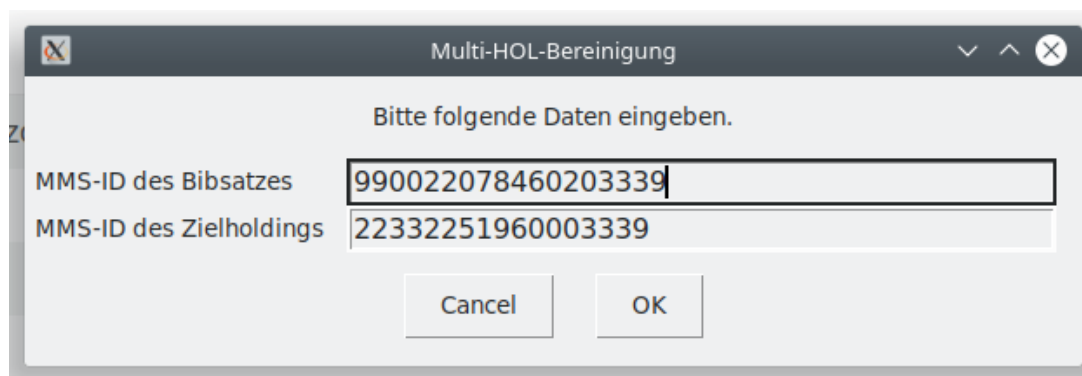 Multi-HOL-Bereinigung
Bitte folgende Daten eingeben.
MMS-ID des Bibsatzes 990022078460203339
MMS-ID des Zielholdings 22332251960003339
Cancel OK